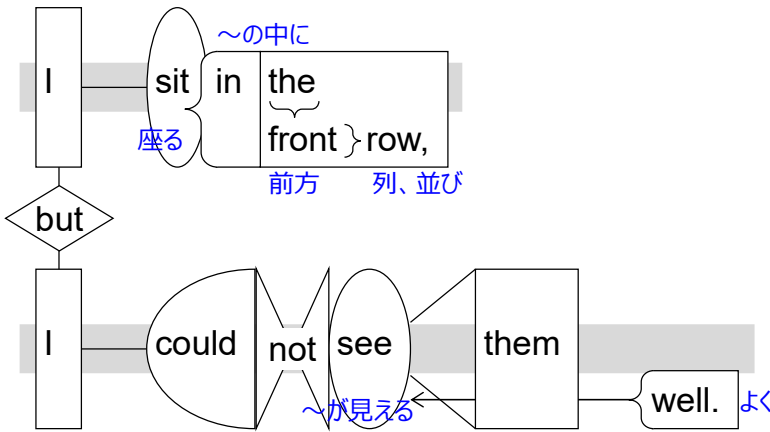 ～の中に
I sit in the
座る front row,
前方 列、並び
but
I could not see them
～が見える well. よく